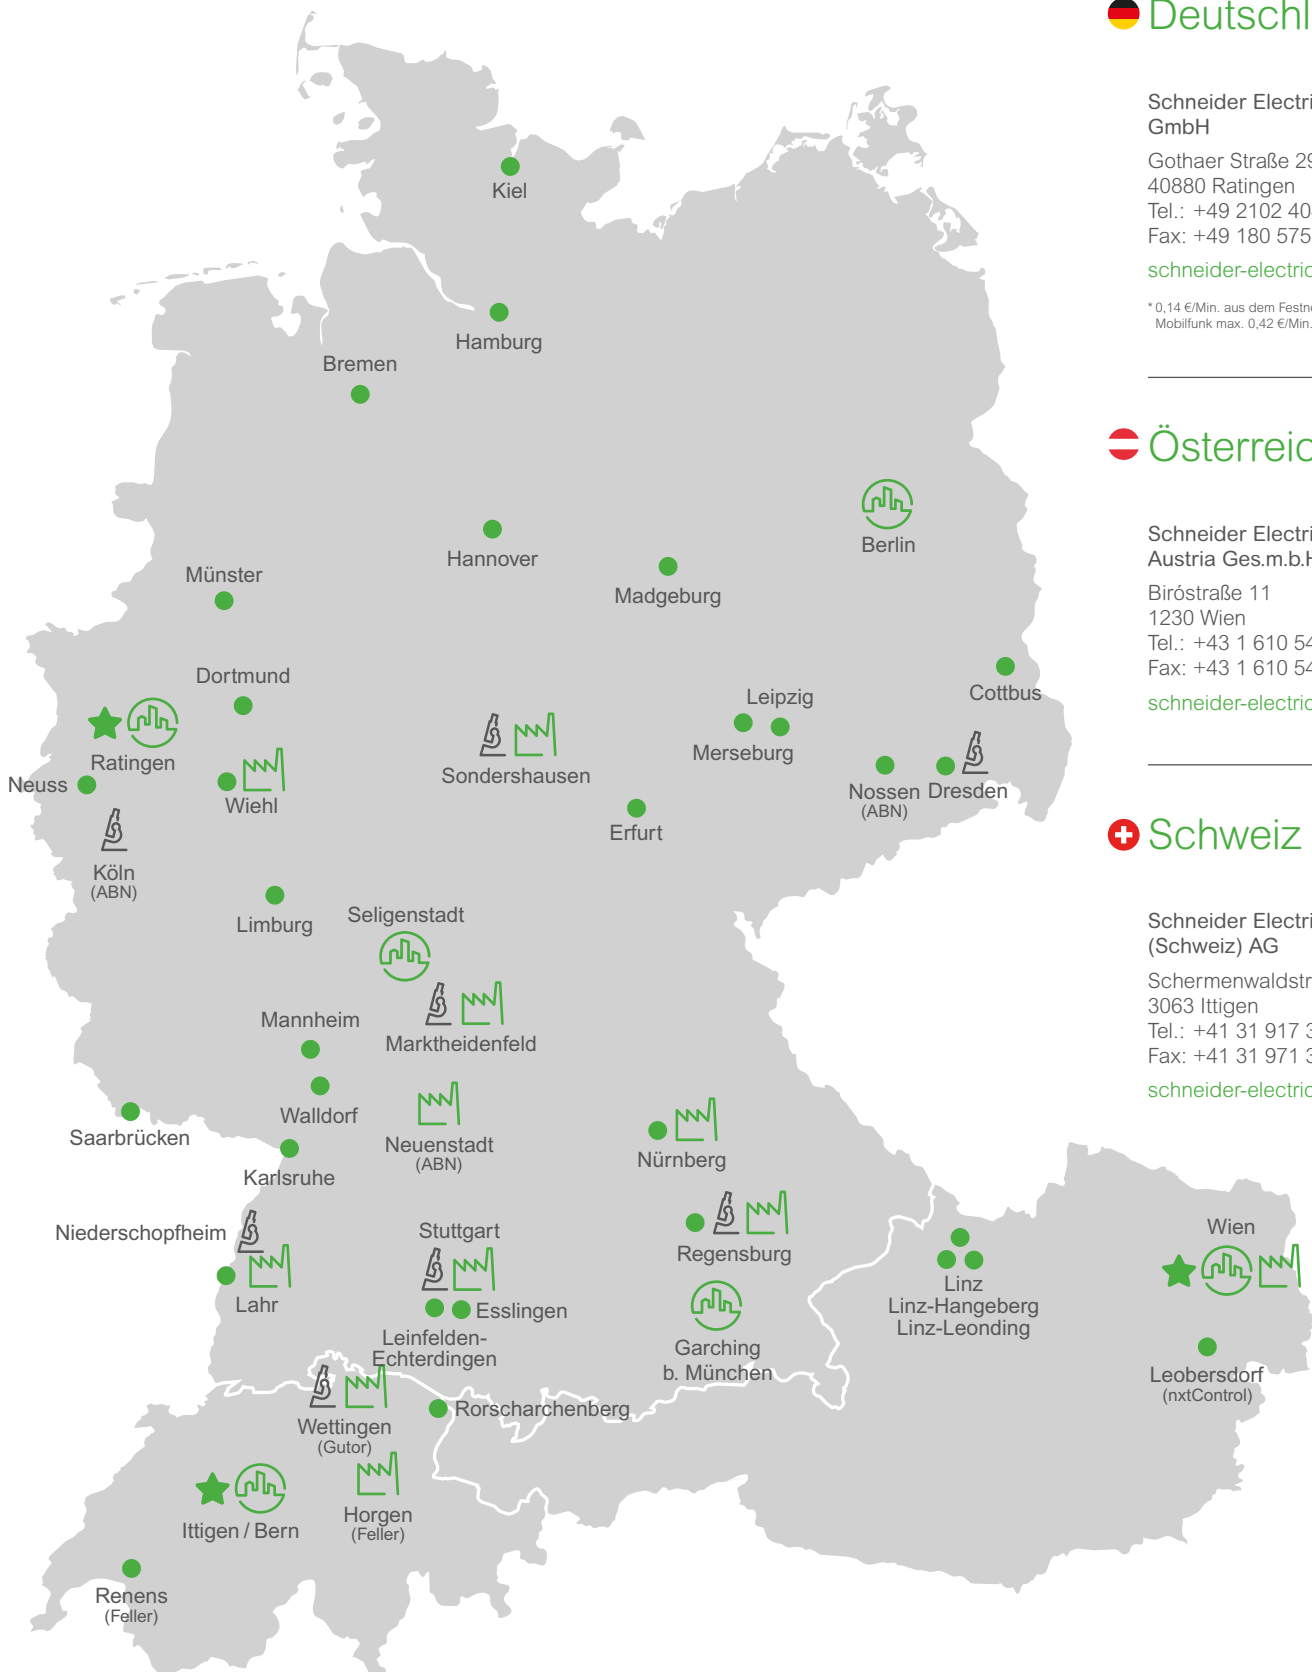 Kiel
Hamburg
Bremen
Berlin
Hannover
Madgeburg
Münster
Dortmund
Cottbus
Leipzig
Merseburg
Ratingen
Neuss
Wiehl
Sondershausen
Nossen
(ABN)
Dresden
Erfurt
Köln
(ABN)
Limburg
Seligenstadt
Marktheidenfeld
Mannheim
Walldorf
Neuenstadt
(ABN)
Saarbrücken
Karlsruhe
Nürnberg
Niederschopfheim
Lahr
Stuttgart
Esslingen
Leinfelden-
Echterdingen
Regensburg
Garching
b. München
Linz
Linz-Hangeberg
Linz-Leonding
Wien
Leobersdorf
(nxtControl)
Wettingen
(Gutor)
Rorscharchenberg
Horgen
(Feller)
Ittigen / Bern
Renens
(Feller)
Deutschl
Schneider Electri
GmbH
Gothaer Straße 29
40880 Ratingen
Tel.: +49 2102 40
Fax: +49 180 575
schneider-electric
* 0,14 €/Min. aus dem Festne
Mobilfunk max. 0,42 €/Min.
Österreic
Schneider Electri
Austria Ges.m.b.H
Biróstraße 11
1230 Wien
Tel.: +43 1 610 54
Fax: +43 1 610 54
schneider-electric
Schweiz
Schneider Electri
(Schweiz) AG
Schermenwaldstr
3063 Ittigen
Tel.: +41 31 917 3
Fax: +41 31 971 3
schneider-electric